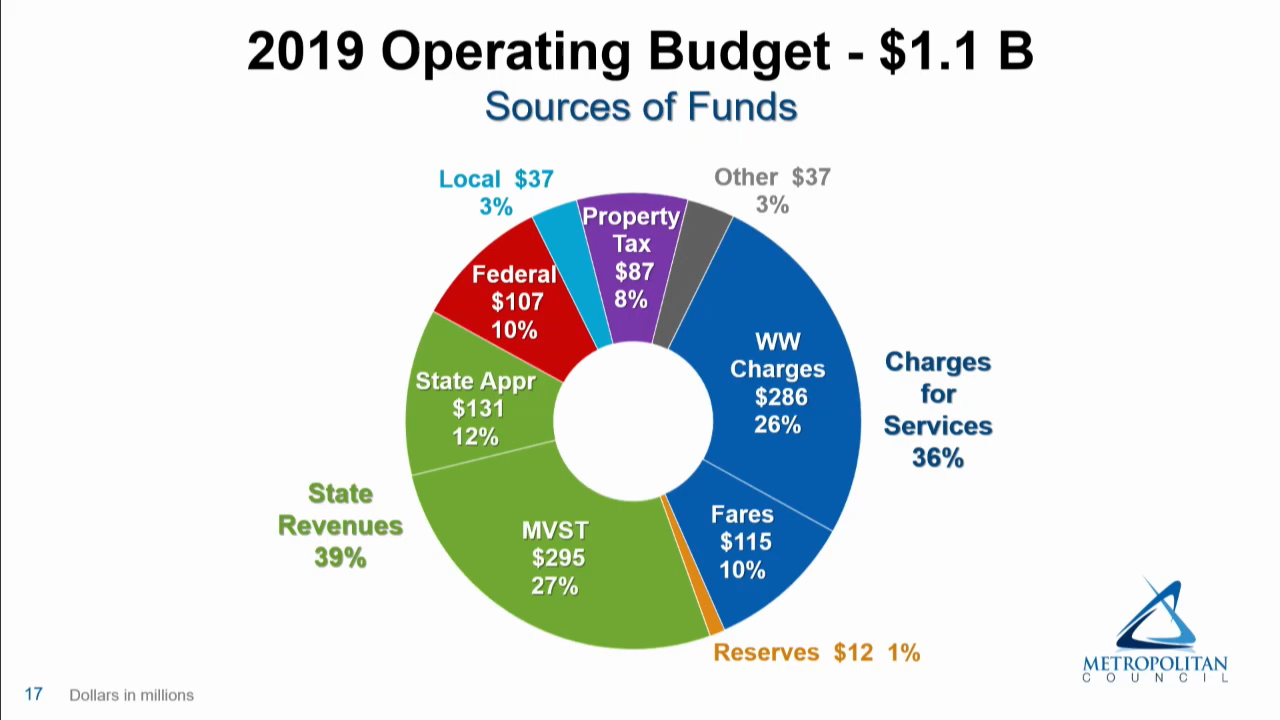 2019 Operating Budget - $1.1 B
Sources of Funds
Local $37
3%
Other $37
3%
Property
Tax
$87
8%
Federal
$107
10%
WW
Charges
$286
26%
Charges
for
Services
36%
State Appr
$131
12%
State
Revenues
39%
MVST
$295
27%
Fares
$115
10%
Reserves $12 1%
METROPOLITAN
COUNCIL
17 Dollars in millions